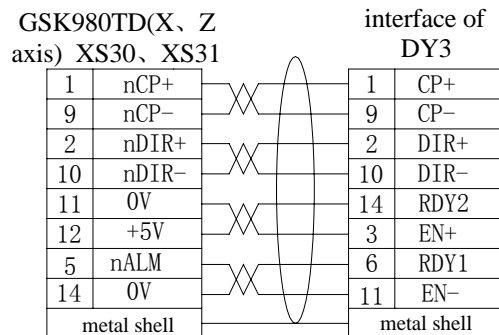 GSK980TD(X、Z
axis) XS30、XS31
interface of
DY3
1 nCP+ 1 CP+
9 nCP- 9 CP-
2 nDIR+ 2 DIR+
10 nDIR- 10 DIR-
11 0V 14 RDY2
12 +5V 3 EN+
5 nALM 6 RDY1
14 0V 11 EN-
metal shell metal shell